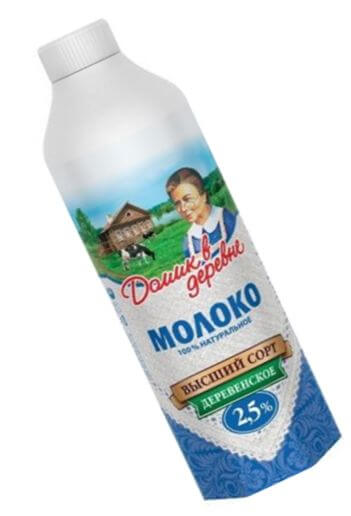 Домик в
деревне
МОЛОКО
100% НАТУРАЛЬНОЕ
ВЫСШИЙ СОРТ
ДЕРЕВЕНСКОЕ
2,5%